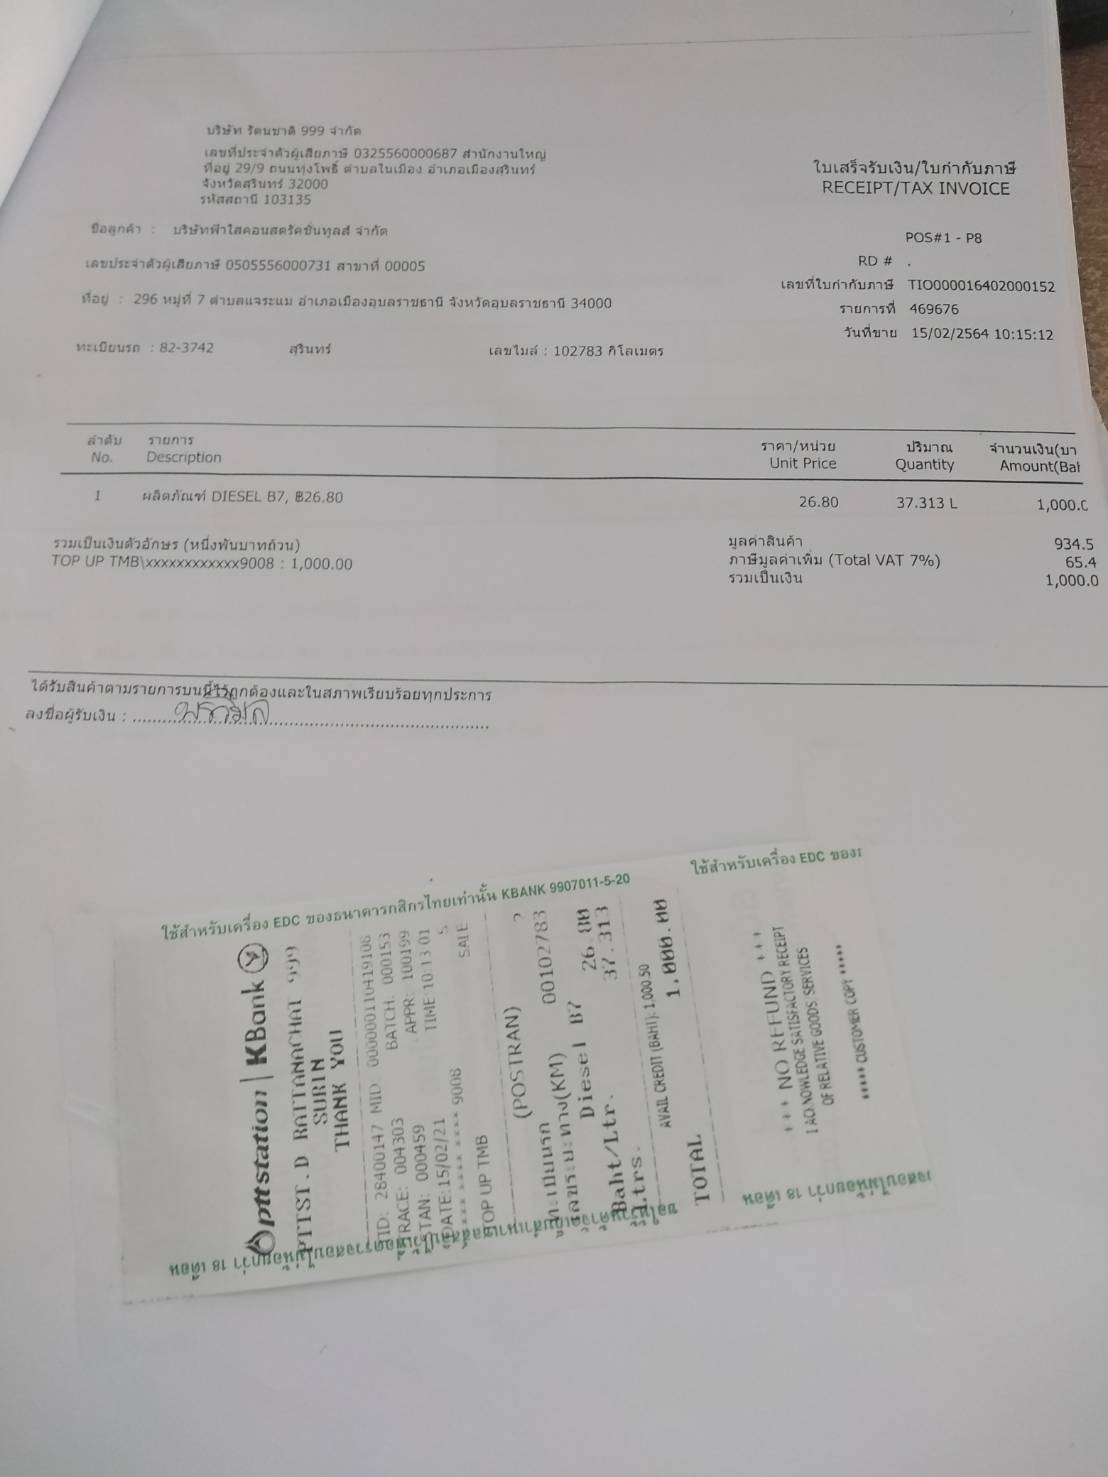 บริษัท รัตนชาติ 999 จำกัด
เลขที่ประจำตัวผู้เสียภาษี 0325560000687 สำนักงานใหญ่
ที่อยู่ 29/9 ถนนทุ่งโพธิ์ ตำบลในเมือง อำเภอเมืองสุรินทร์
จังหวัดสุรินทร์ 32000
รหัสสถานี 103135
ใบเสร็จรับเงิน/ใบกำกับภาษี
RECEIPT/TAX INVOICE
ชื่อลูกค้า : บริษัทฟ้าใสคอนสตรัคชั่นทูลส์ จำกัด
POS#1 - P8
เลขประจำตัวผู้เสียภาษี 0505556000731 สาขาที่ 00005
RD # .
ที่อยู่ : 296 หมู่ที่ 7 ตำบลแจระแม อำเภอเมืองอุบลราชธานี จังหวัดอุบลราชธานี 34000
เลขที่ใบกำกับภาษี TIO000016402000152
รายการที่ 469676
วันที่ขาย 15/02/2564 10:15:12
ทะเบียนรถ : 82-3742 สุรินทร์ เลขไมล์ : 102783 กิโลเมตร
ลำดับ รายการ ราคา/หน่วย ปริมาณ จำนวนเงิน(บา
No. Description Unit Price Quantity Amount(Bah
1 ผลิตภัณฑ์ DIESEL B7, ฿26.80 26.80 37.313 L 1,000.0
รวมเป็นเงินตัวอักษร (หนึ่งพันบาทถ้วน) มูลค่าสินค้า 934.5
TOP UP TMB\xxxxxxxxxxxx9008 : 1,000.00 ภาษีมูลค่าเพิ่ม (Total VAT 7%) 65.4
รวมเป็นเงิน 1,000.0
ได้รับสินค้าตามรายการบนนี้ไว้ถูกต้องและในสภาพเรียบร้อยทุกประการ
ลงชื่อผู้รับเงิน :
ใช้สำหรับเครื่อง EDC ของธนาคารกสิกรไทยเท่านั้น KBANK 9907011-5-20
ใช้สำหรับเครื่อง EDC ของ
pttstation | KBank
PTTST.D RATTANACHAI 999
SURIN
THANK YOU
TID: 28400147 MID: 000000110419106
TRACE: 004303 BATCH: 000153
STAN: 000459 APPR: 100199
DATE:15/02/21 TIME:10:13:01
**** **** **** 9008 S
TOP UP TMB SALE
(POSTRAN)
ทะเบียนรถ ?
เลขระยะทาง(KM) 00102783
Diesel B7
Baht/Ltr. 26.80
Ltrs. 37.313
AVAIL CREDIT (BAHT): 1,000.50
TOTAL 1,000.00
+++ NO REFUND +++
I ACKNOWLEDGE SATISFACTORY RECEIPT
OF RELATIVE GOODS/SERVICES
***** CUSTOMER COPY *****